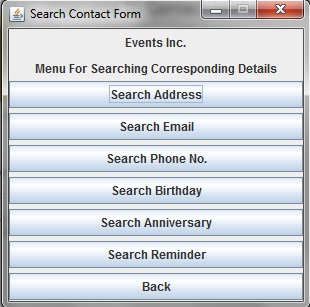 Search Contact Form
Events Inc.
Menu For Searching Corresponding Details
Search Address
Search Email
Search Phone No.
Search Birthday
Search Anniversary
Search Reminder
Back